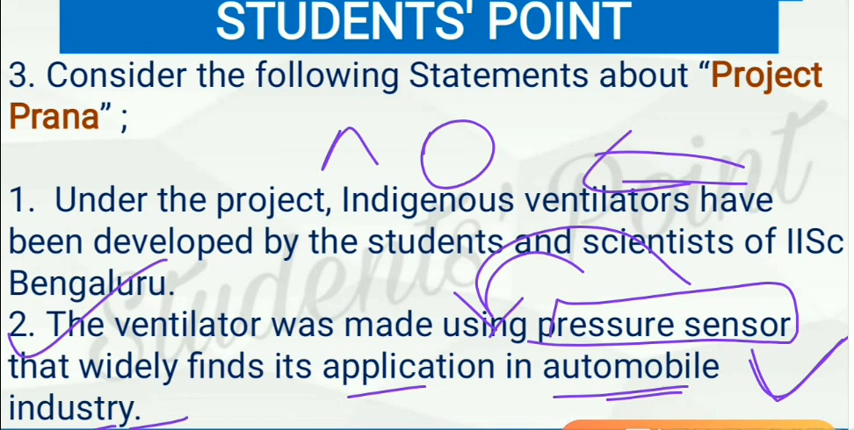 STUDENTS' POINT
3. Consider the following Statements about “Project
Prana” ;
1. Under the project, Indigenous ventilators have
been developed by the students and scientists of IISc
Bengaluru.
2. The ventilator was made using pressure sensor
that widely finds its application in automobile
industry.
Students' Point